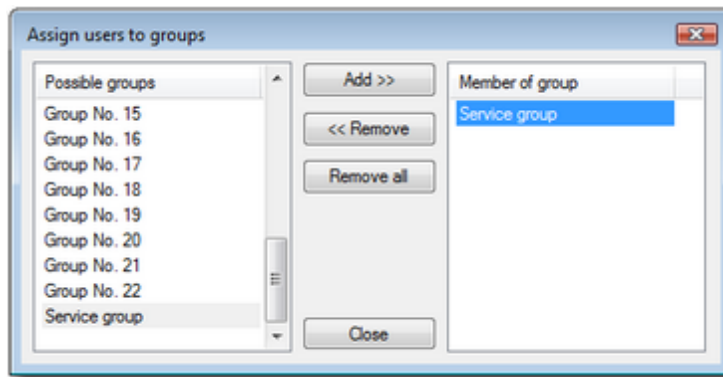 Assign users to groups
Possible groups
Group No. 15
Group No. 16
Group No. 17
Group No. 18
Group No. 19
Group No. 20
Group No. 21
Group No. 22
Service group
Add >>
<< Remove
Remove all
Close
Member of group
Service group